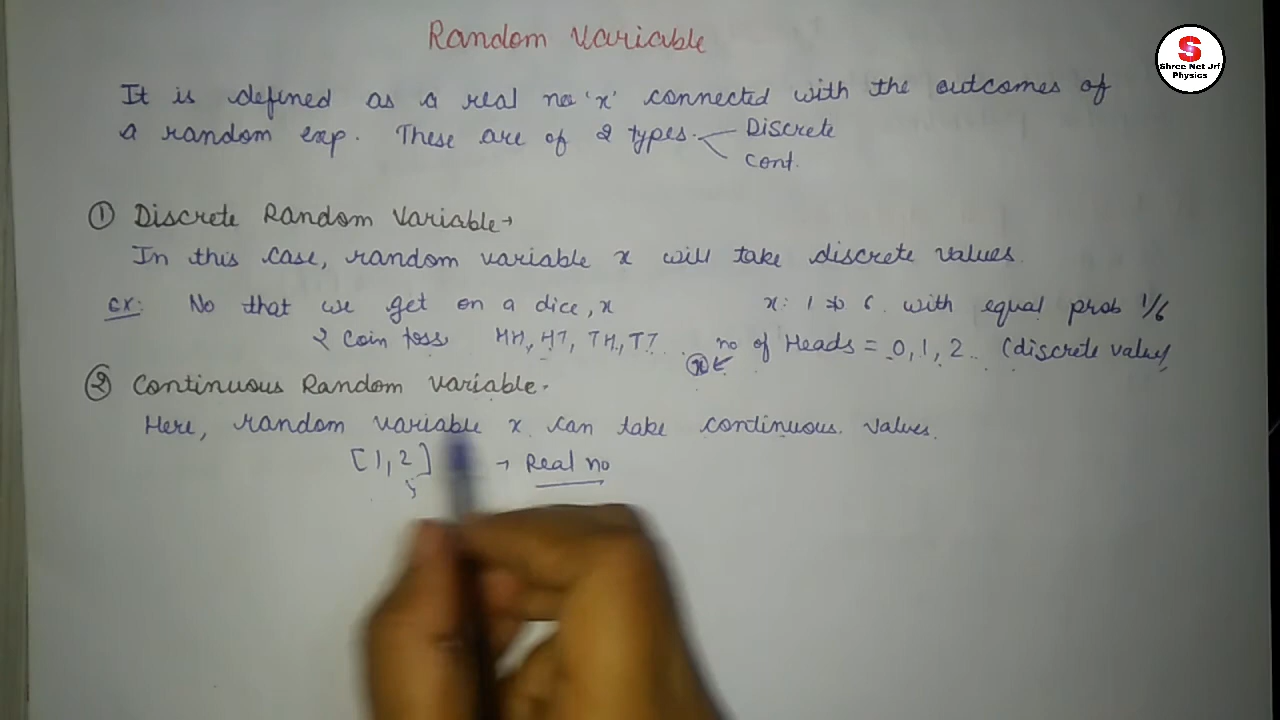 Random Variable
S
Shree Net Jrf
Physics
It is defined as a real no 'x' connected with the outcomes of
a random exp. These are of 2 types. Discrete
cont.
① Discrete Random Variable→
In this case, random variable x will take discrete values.
ex: No that we get on a dice, x x: 1 to 6 with equal prob 1/6
2 Coin toss HH, HT, TH, TT no of Heads = 0, 1, 2 (discrete value)
x
② Continuous Random Variable.
Here, random variable x can take continuous values.
[1, 2] → Real no